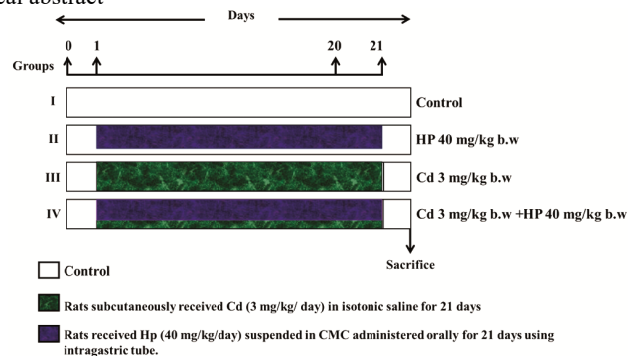 Days
0 1 20 21
Groups
I Control
II HP 40 mg/kg b.w
III Cd 3 mg/kg b.w
IV Cd 3 mg/kg b.w +HP 40 mg/kg b.w
Sacrifice
Control
Rats subcutaneously received Cd (3 mg/kg/ day) in isotonic saline for 21 days
Rats received Hp (40 mg/kg/day) suspended in CMC administered orally for 21 days using
intragastric tube.